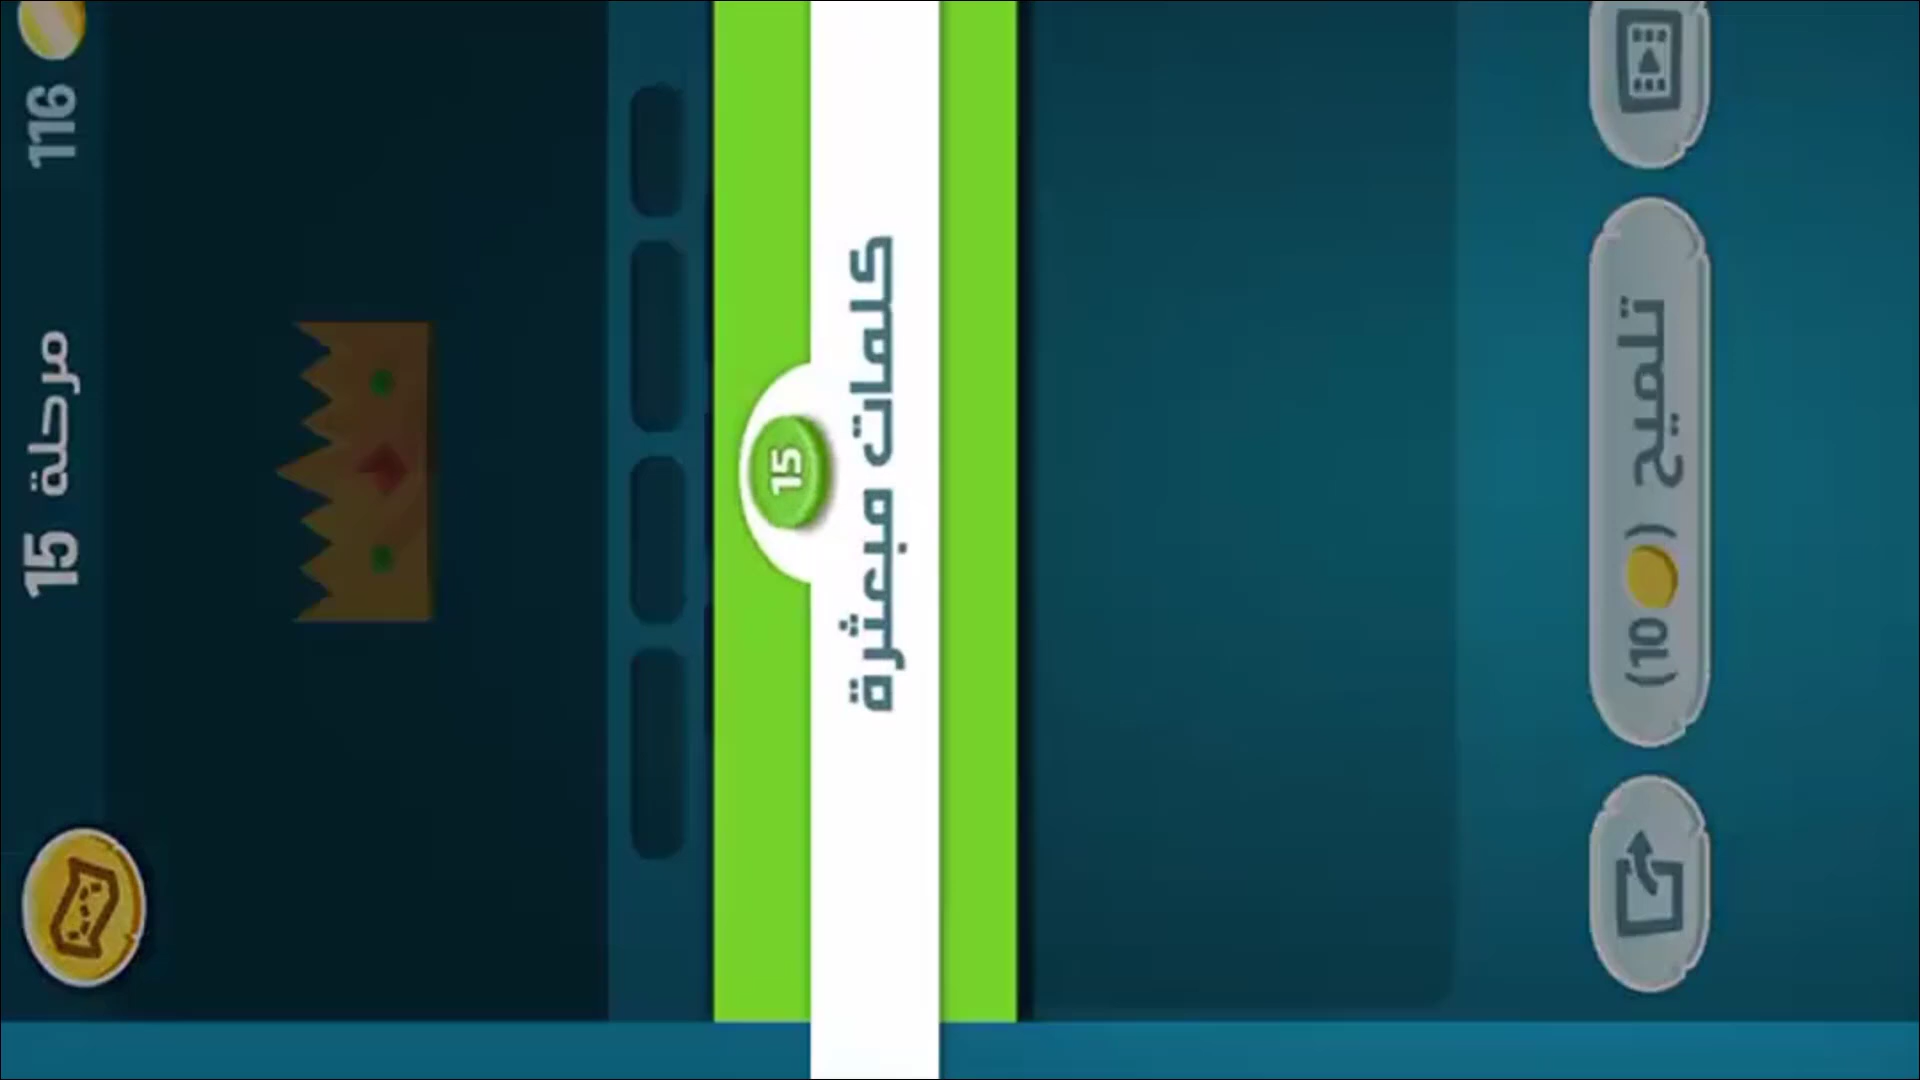 116
مرحلة 15
15
كلمات مبعثرة
تلميح (10)